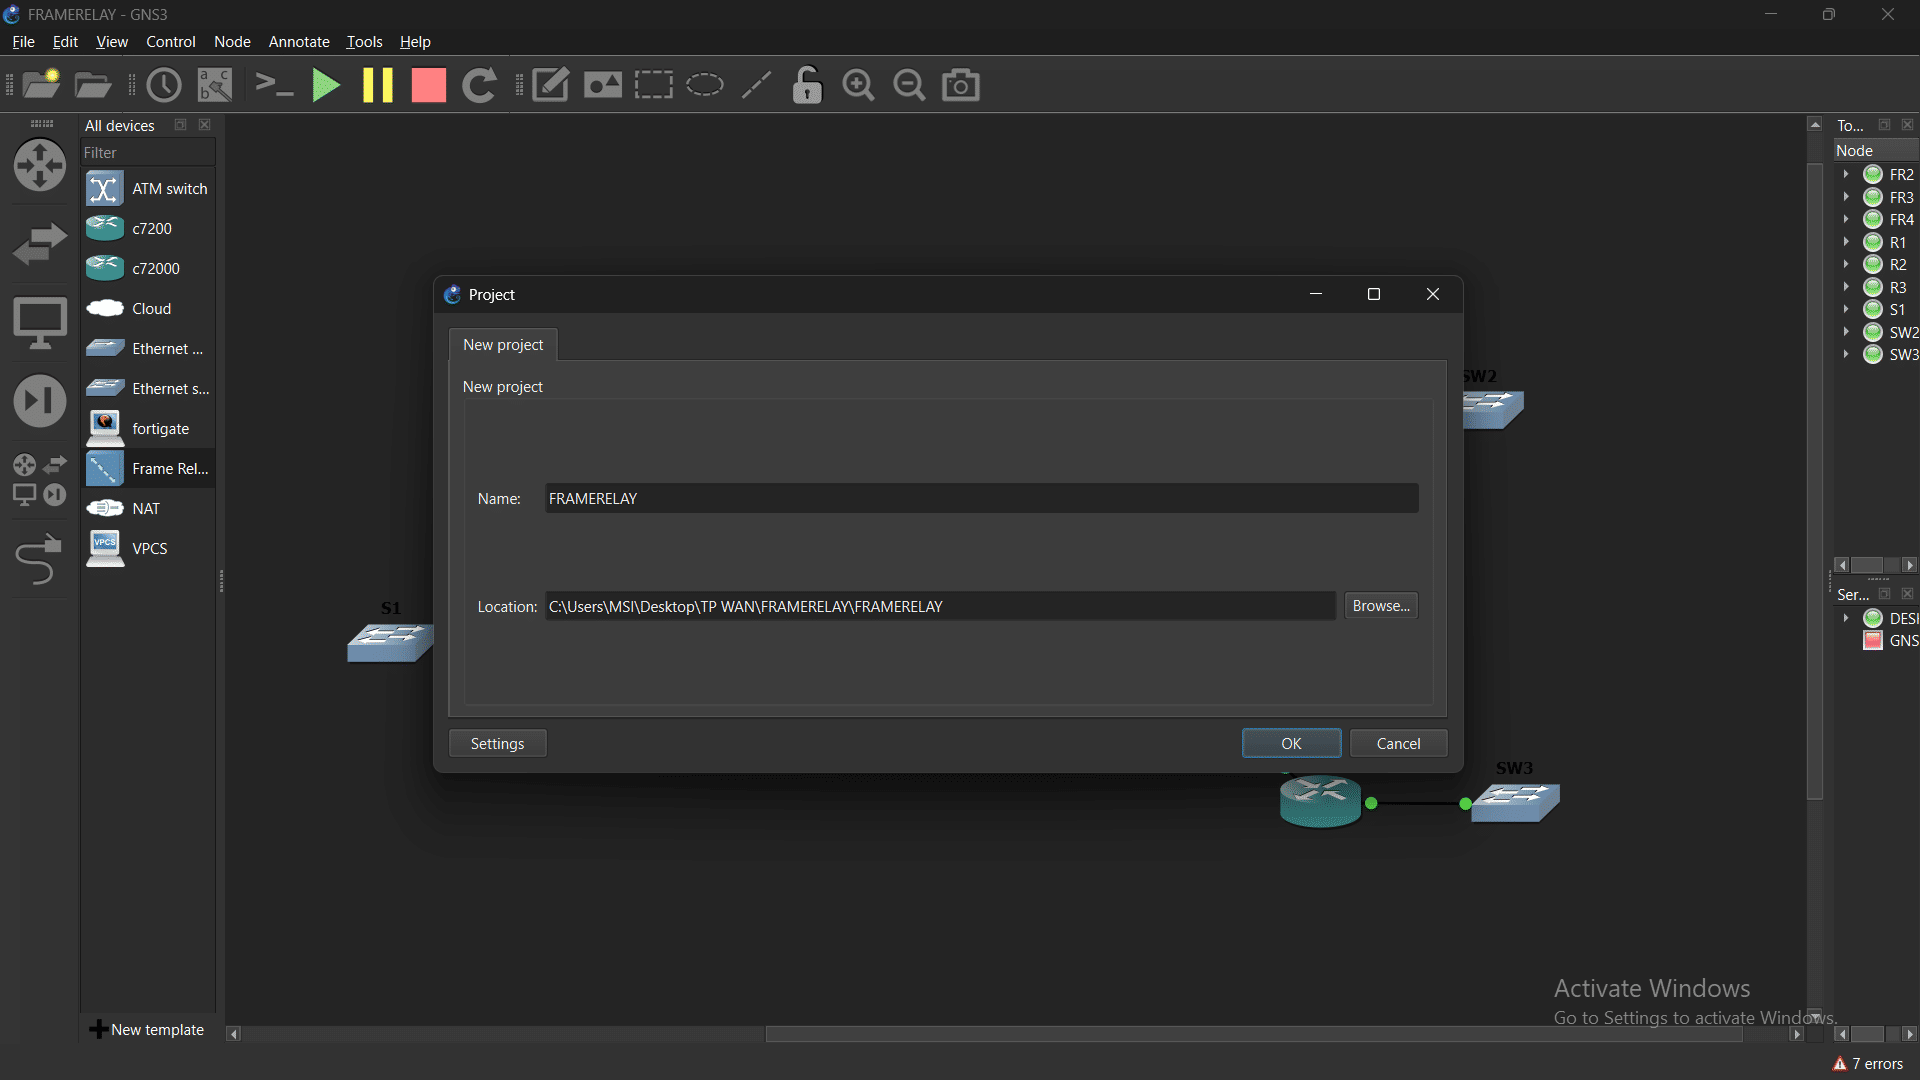 FRAMERELAY - GNS3
File Edit View Control Node Annotate Tools Help
All devices
Filter
ATM switch
c7200
c72000
Cloud
Ethernet ...
Ethernet s...
fortigate
Frame Rel...
NAT
VPCS
VPCS
New template
S1
Project
New project
New project
Name: FRAMERELAY
Location: C:\Users\MSI\Desktop\TP WAN\FRAMERELAY\FRAMERELAY Browse...
Settings OK Cancel
SW2
SW3
To...
Node
FR2
FR3
FR4
R1
R2
R3
S1
SW2
SW3
Ser...
DESI
GNS
Activate Windows
Go to Settings to activate Windows.
7 errors